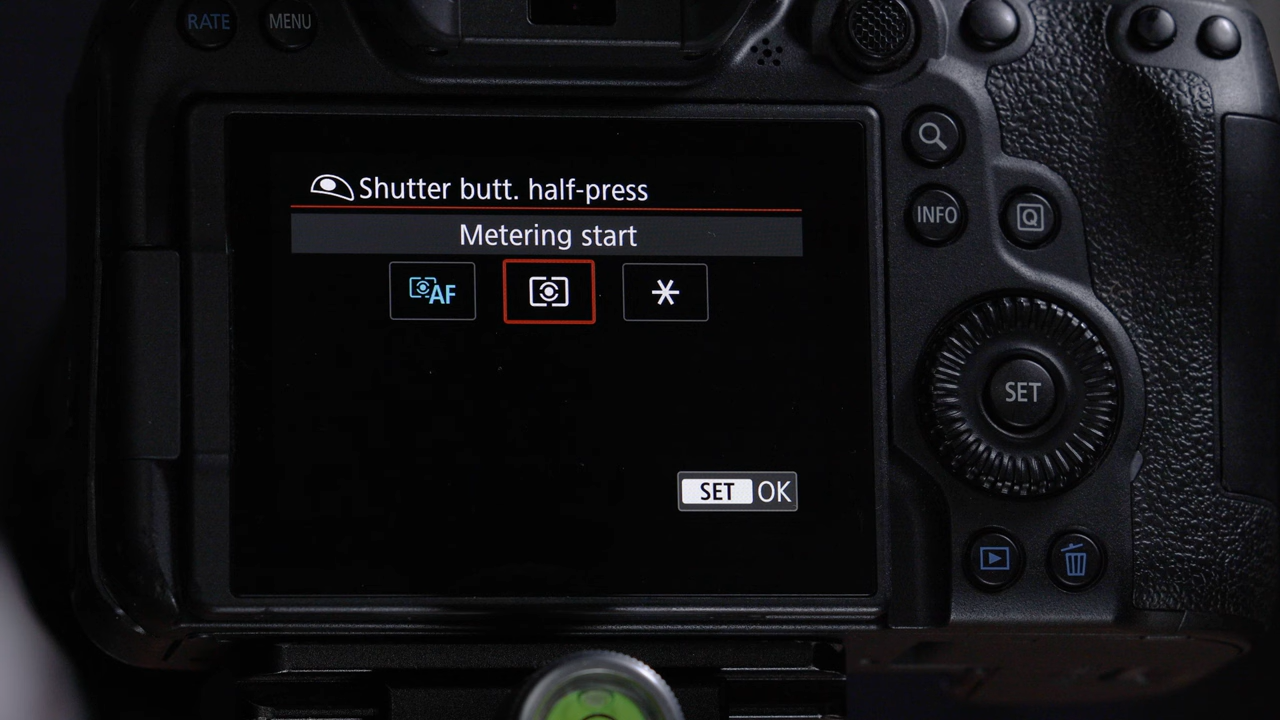 RATE MENU
Shutter butt. half-press
Metering start
AF
SET OK
INFO
Q
SET